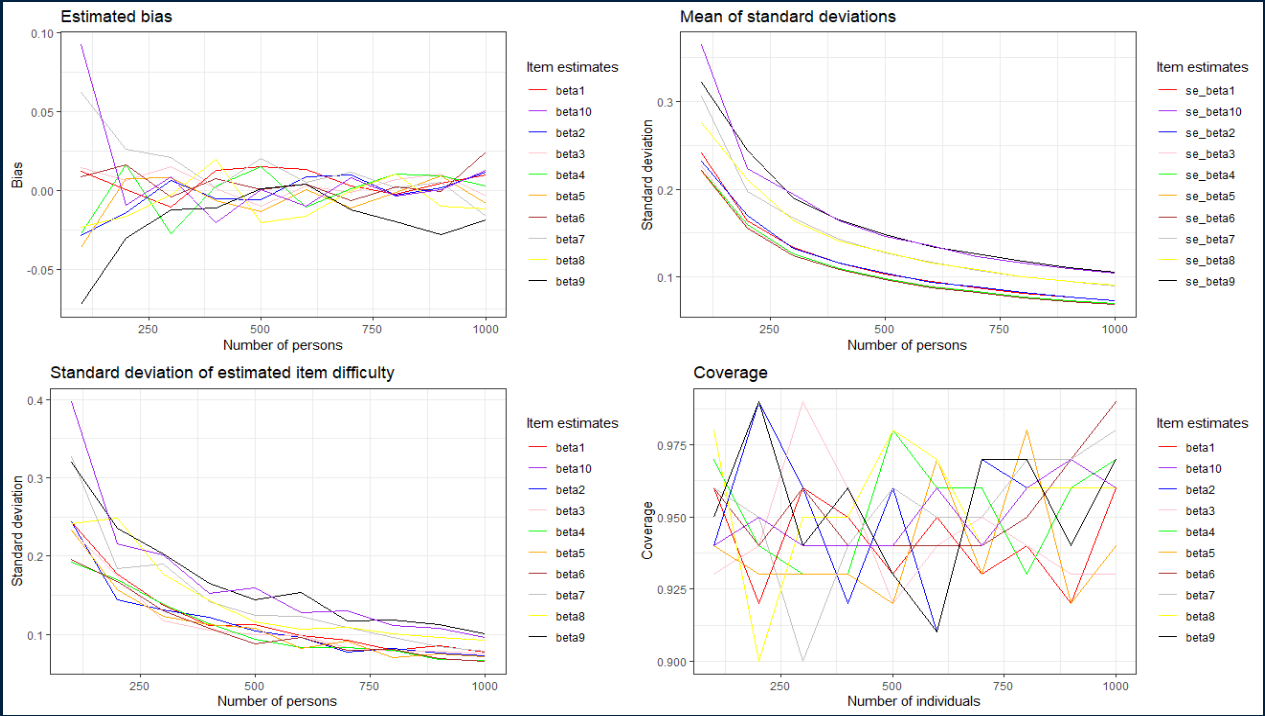 Estimated bias
0.10
0.05
0.00
-0.05
Bias
250
500
750
1000
Number of persons
Item estimates
beta1
beta10
beta2
beta3
beta4
beta5
beta6
beta7
beta8
beta9
Mean of standard deviations
0.3
0.2
0.1
Standard deviation
250
500
750
1000
Number of persons
Item estimates
se_beta1
se_beta10
se_beta2
se_beta3
se_beta4
se_beta5
se_beta6
se_beta7
se_beta8
se_beta9
Standard deviation of estimated item difficulty
0.4
0.3
0.2
0.1
Standard deviation
250
500
750
1000
Number of persons
Item estimates
beta1
beta10
beta2
beta3
beta4
beta5
beta6
beta7
beta8
beta9
Coverage
0.975
0.950
0.925
0.900
Coverage
250
500
750
1000
Number of individuals
Item estimates
beta1
beta10
beta2
beta3
beta4
beta5
beta6
beta7
beta8
beta9